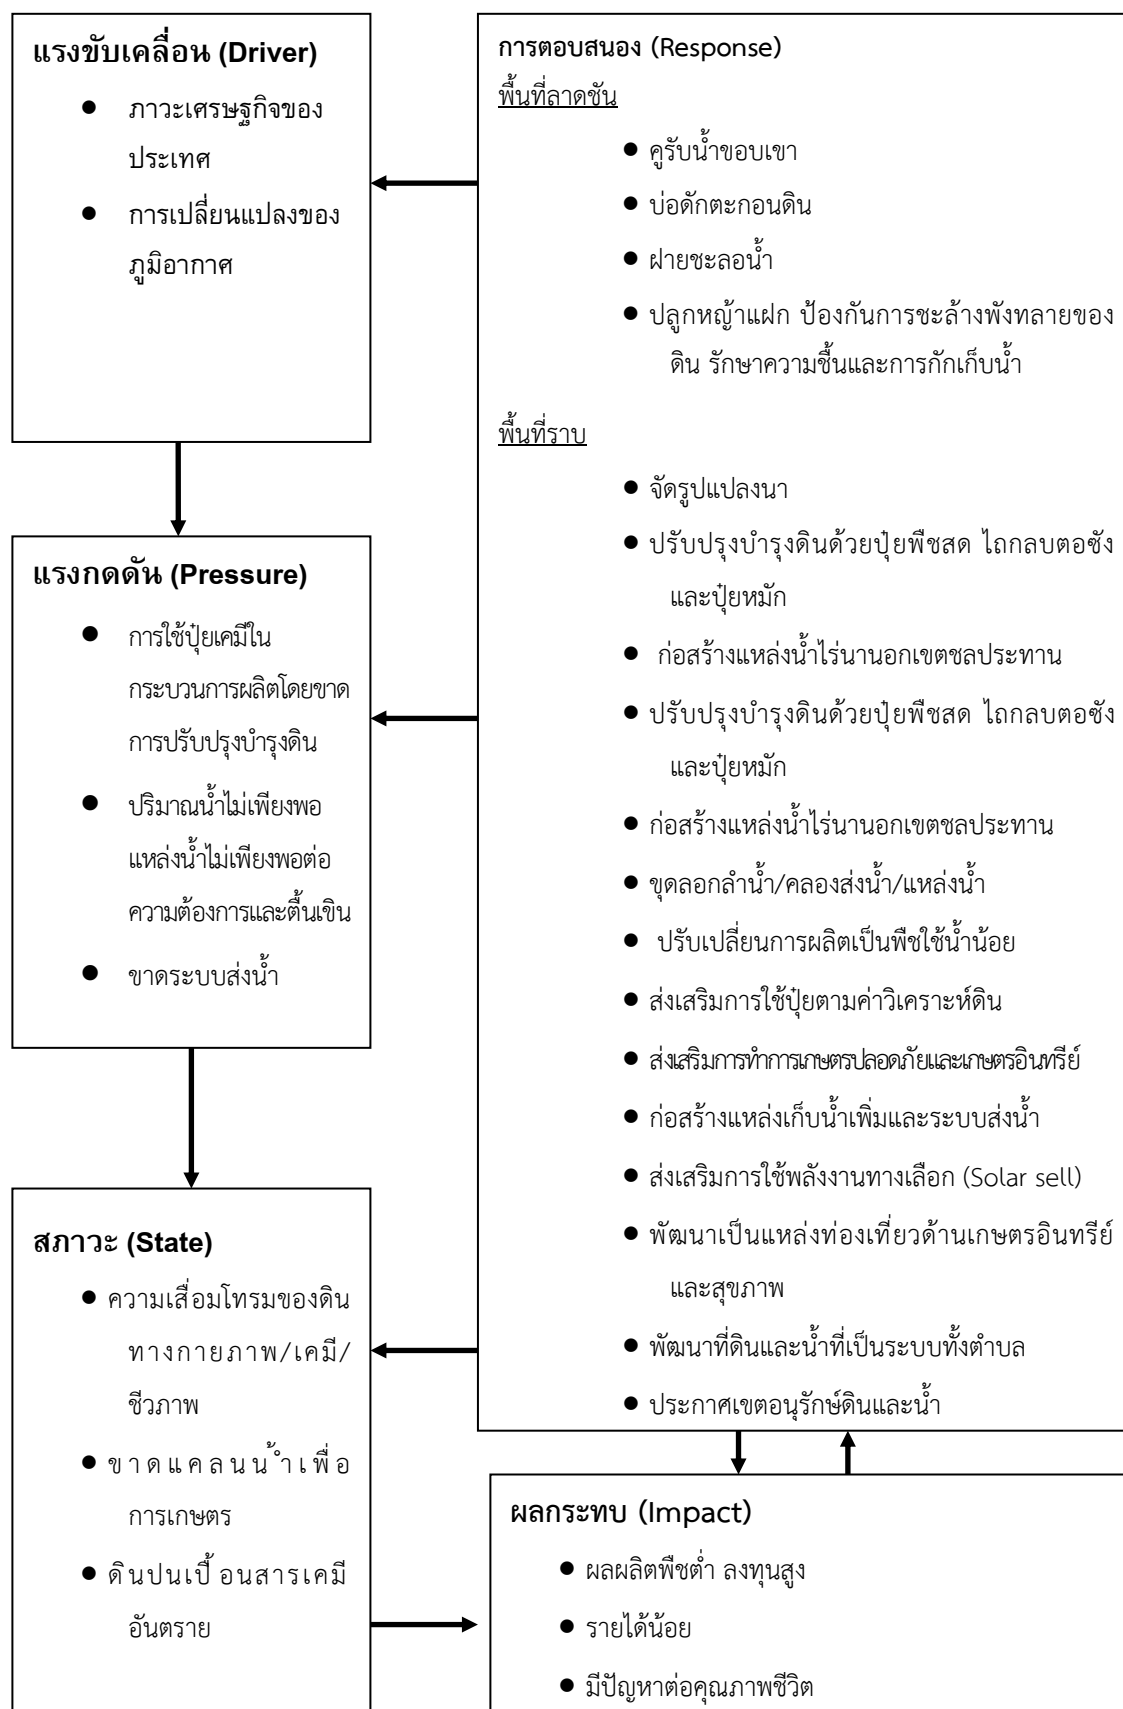 แรงขับเคลื่อน (Driver)
● ภาวะเศรษฐกิจของ
ประเทศ
● การเปลี่ยนแปลงของ
ภูมิอากาศ
แรงกดดัน (Pressure)
● การใช้ปุ๋ยเคมีใน
กระบวนการผลิตโดยขาด
การปรับปรุงบำรุงดิน
● ปริมาณน้ำไม่เพียงพอ
แหล่งน้ำไม่เพียงพอต่อ
ความต้องการและตื้นเขิน
● ขาดระบบส่งน้ำ
สภาวะ (State)
● ความเสื่อมโทรมของดิน
ทางกายภาพ/เคมี/
ชีวภาพ
● ขาดแคลนน้ำเพื่อ
การเกษตร
● ดินปนเปื้อนสารเคมี
อันตราย
การตอบสนอง (Response)
พื้นที่ลาดชัน
● คูรับน้ำขอบเขา
● บ่อดักตะกอนดิน
● ฝายชะลอน้ำ
● ปลูกหญ้าแฝก ป้องกันการชะล้างพังทลายของ
ดิน รักษาความชื้นและการกักเก็บน้ำ
พื้นที่ราบ
● จัดรูปแปลงนา
● ปรับปรุงบำรุงดินด้วยปุ๋ยพืชสด ไถกลบตอซัง
และปุ๋ยหมัก
● ก่อสร้างแหล่งน้ำไร่นานอกเขตชลประทาน
● ปรับปรุงบำรุงดินด้วยปุ๋ยพืชสด ไถกลบตอซัง
และปุ๋ยหมัก
● ก่อสร้างแหล่งน้ำไร่นานอกเขตชลประทาน
● ขุดลอกลำน้ำ/คลองส่งน้ำ/แหล่งน้ำ
● ปรับเปลี่ยนการผลิตเป็นพืชใช้น้ำน้อย
● ส่งเสริมการใช้ปุ๋ยตามค่าวิเคราะห์ดิน
● ส่งเสริมการทำการเกษตรปลอดภัยและเกษตรอินทรีย์
● ก่อสร้างแหล่งเก็บน้ำเพิ่มและระบบส่งน้ำ
● ส่งเสริมการใช้พลังงานทางเลือก (Solar sell)
● พัฒนาเป็นแหล่งท่องเที่ยวด้านเกษตรอินทรีย์
และสุขภาพ
● พัฒนาที่ดินและน้ำที่เป็นระบบทั้งตำบล
● ประกาศเขตอนุรักษ์ดินและน้ำ
ผลกระทบ (Impact)
● ผลผลิตพืชต่ำ ลงทุนสูง
● รายได้น้อย
● มีปัญหาต่อคุณภาพชีวิต